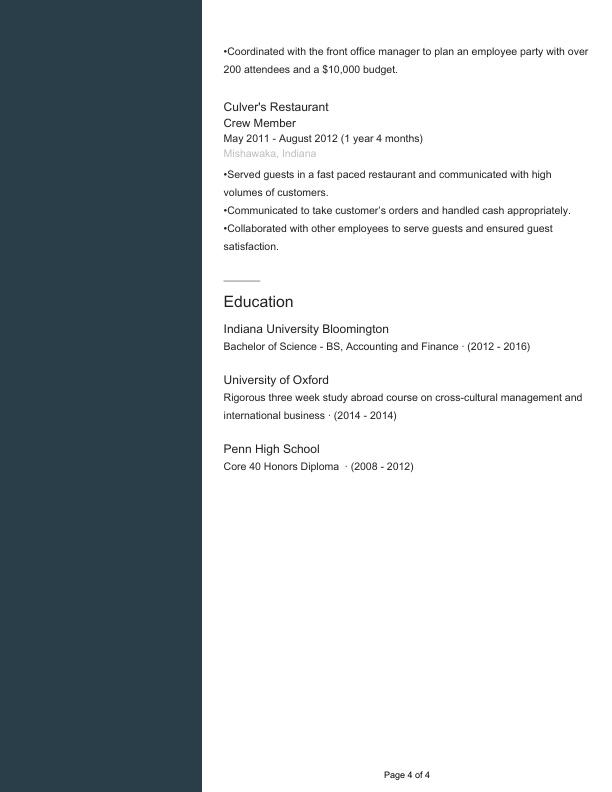 •Coordinated with the front office manager to plan an employee party with over
200 attendees and a $10,000 budget.
Culver's Restaurant
Crew Member
May 2011 - August 2012 (1 year 4 months)
Mishawaka, Indiana
•Served guests in a fast paced restaurant and communicated with high
volumes of customers.
•Communicated to take customer’s orders and handled cash appropriately.
•Collaborated with other employees to serve guests and ensured guest
satisfaction.
Education
Indiana University Bloomington
Bachelor of Science - BS, Accounting and Finance · (2012 - 2016)
University of Oxford
Rigorous three week study abroad course on cross-cultural management and
international business · (2014 - 2014)
Penn High School
Core 40 Honors Diploma  · (2008 - 2012)
Page 4 of 4